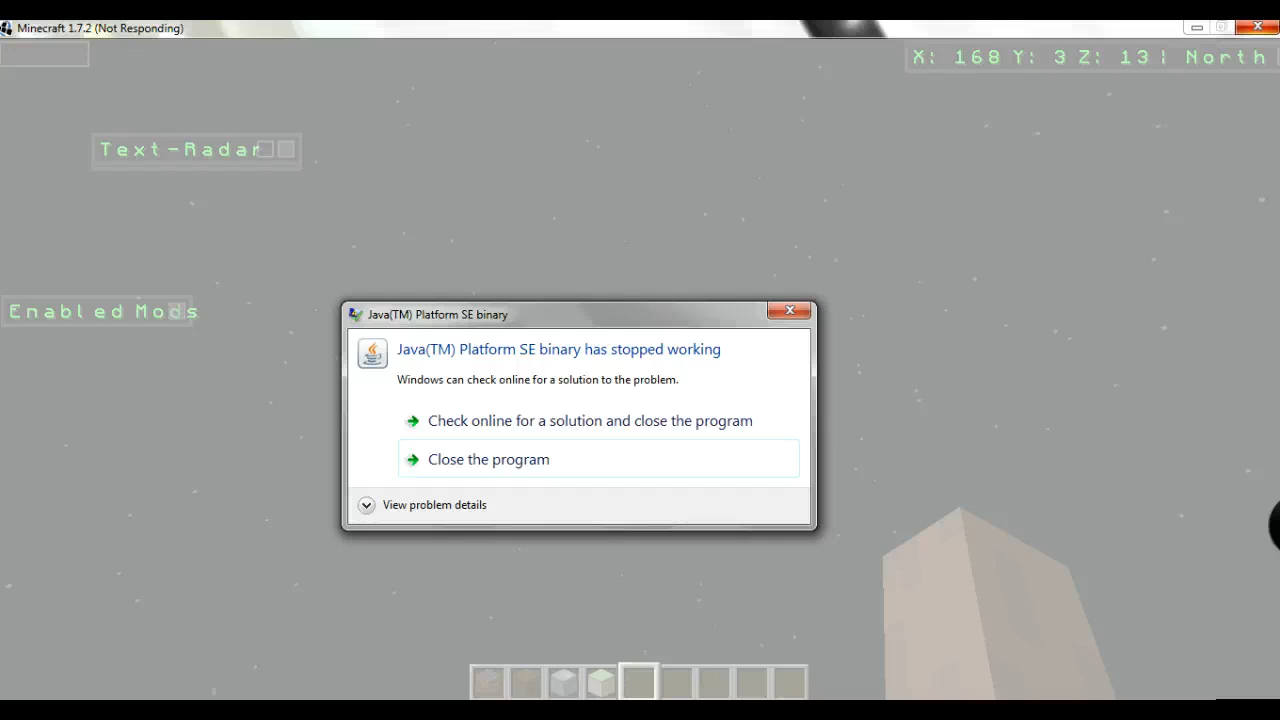 Minecraft 1.7.2 (Not Responding)
X: 168 Y: 3 Z: 13 | North
Text-Radar
Enabled Mods
Java(TM) Platform SE binary
Java(TM) Platform SE binary has stopped working
Windows can check online for a solution to the problem.
Check online for a solution and close the program
Close the program
View problem details